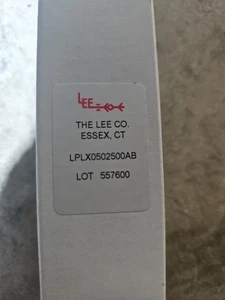 LEE
THE LEE CO.
ESSEX, CT
LPLX0502500AB
LOT 557600